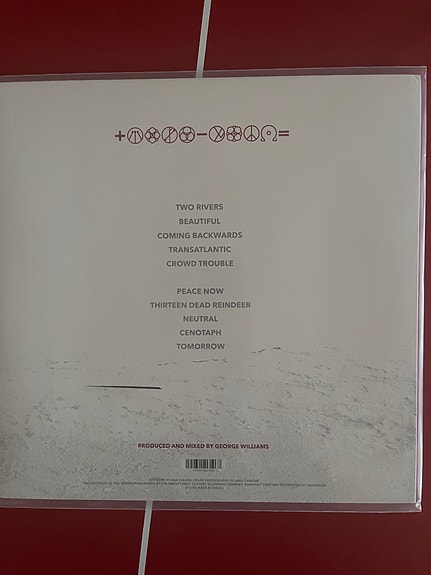 TWO RIVERS
BEAUTIFUL
COMING BACKWARDS
TRANSATLANTIC
CROWD TROUBLE
PEACE NOW
THIRTEEN DEAD REINDEER
NEUTRAL
CENOTAPH
TOMORROW
PRODUCED AND MIXED BY GEORGE WILLIAMS